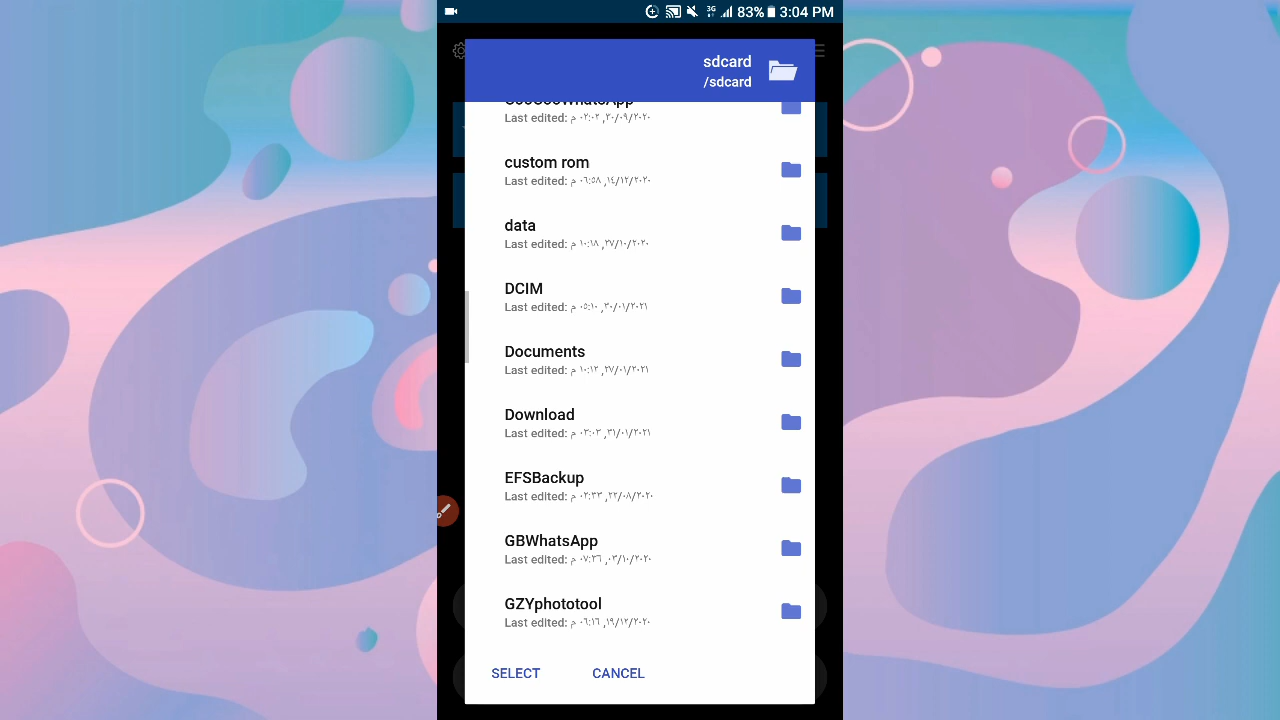 3G 83% 3:04 PM
sdcard
/sdcard
Last edited: ٣٠/٠٩/٢٠٢٠, ٠٢:٠٢ م
custom rom
Last edited: ١٤/١٢/٢٠٢٠, ٠٦:٥٨ م
data
Last edited: ٢٧/١٠/٢٠٢٠, ١٠:١٨ م
DCIM
Last edited: ٣٠/٠١/٢٠٢١, ٠٥:١٠ م
Documents
Last edited: ٢٧/٠١/٢٠٢١, ١٠:١٢ م
Download
Last edited: ٣١/٠١/٢٠٢١, ٠٣:٠٣ م
EFSBackup
Last edited: ٢٢/٠٨/٢٠٢٠, ٠٢:٣٣ م
GBWhatsApp
Last edited: ٠٣/١٠/٢٠٢٠, ٠٧:٣٦ م
GZYphototool
Last edited: ١٩/١٢/٢٠٢٠, ٠٦:١٦ م
SELECT CANCEL